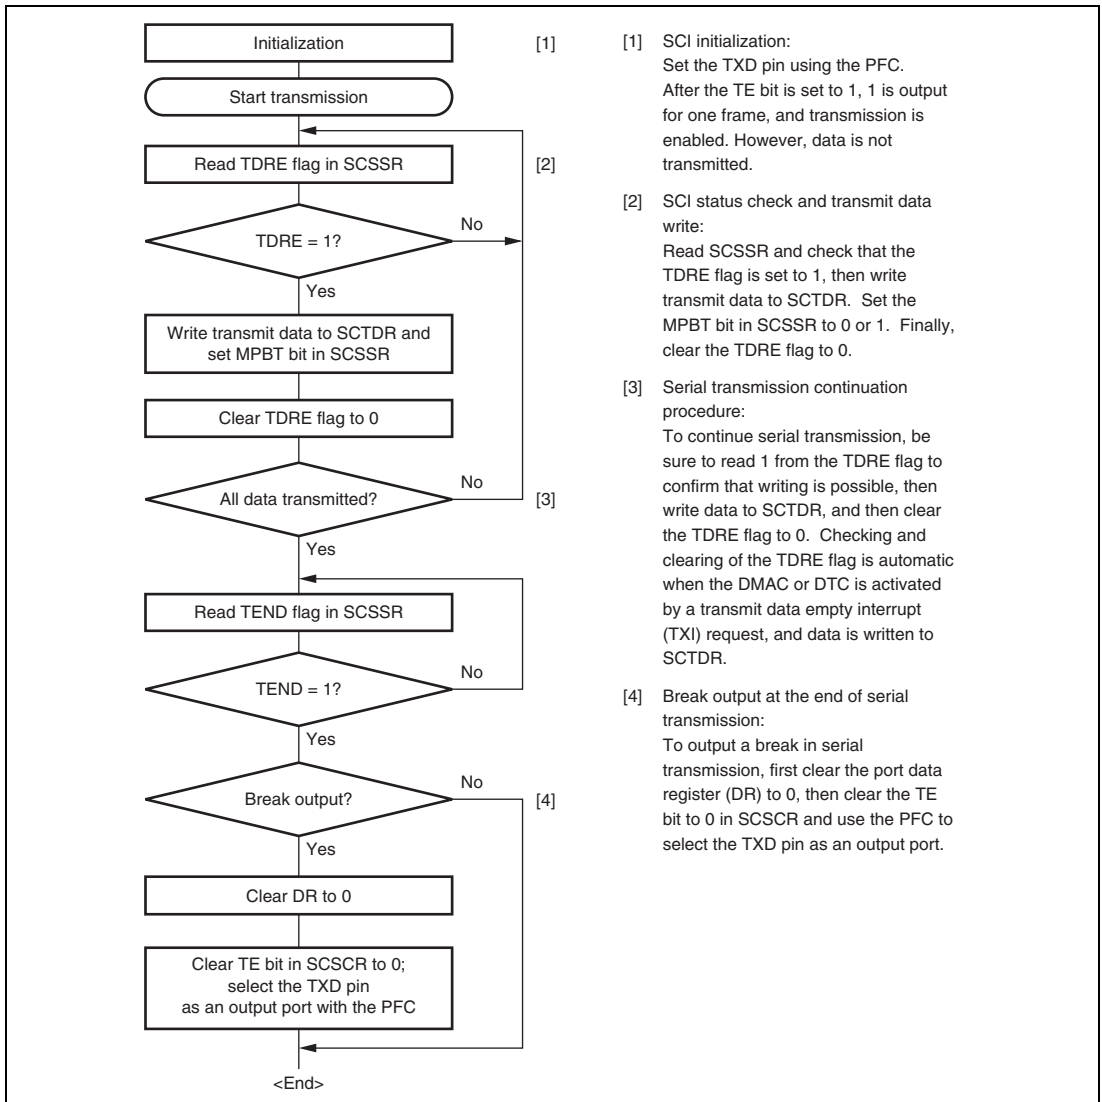 Initialization
[1]
Start transmission
Read TDRE flag in SCSSR
[2]
TDRE = 1?
No
Yes
Write transmit data to SCTDR and
set MPBT bit in SCSSR
Clear TDRE flag to 0
All data transmitted?
No
[3]
Yes
Read TEND flag in SCSSR
TEND = 1?
No
Yes
Break output?
No
[4]
Yes
Clear DR to 0
Clear TE bit in SCSCR to 0;
select the TXD pin
as an output port with the PFC
<End>
[1] SCI initialization:
Set the TXD pin using the PFC.
After the TE bit is set to 1, 1 is output
for one frame, and transmission is
enabled. However, data is not
transmitted.
[2] SCI status check and transmit data
write:
Read SCSSR and check that the
TDRE flag is set to 1, then write
transmit data to SCTDR. Set the
MPBT bit in SCSSR to 0 or 1. Finally,
clear the TDRE flag to 0.
[3] Serial transmission continuation
procedure:
To continue serial transmission, be
sure to read 1 from the TDRE flag to
confirm that writing is possible, then
write data to SCTDR, and then clear
the TDRE flag to 0. Checking and
clearing of the TDRE flag is automatic
when the DMAC or DTC is activated
by a transmit data empty interrupt
(TXI) request, and data is written to
SCTDR.
[4] Break output at the end of serial
transmission:
To output a break in serial
transmission, first clear the port data
register (DR) to 0, then clear the TE
bit to 0 in SCSCR and use the PFC to
select the TXD pin as an output port.